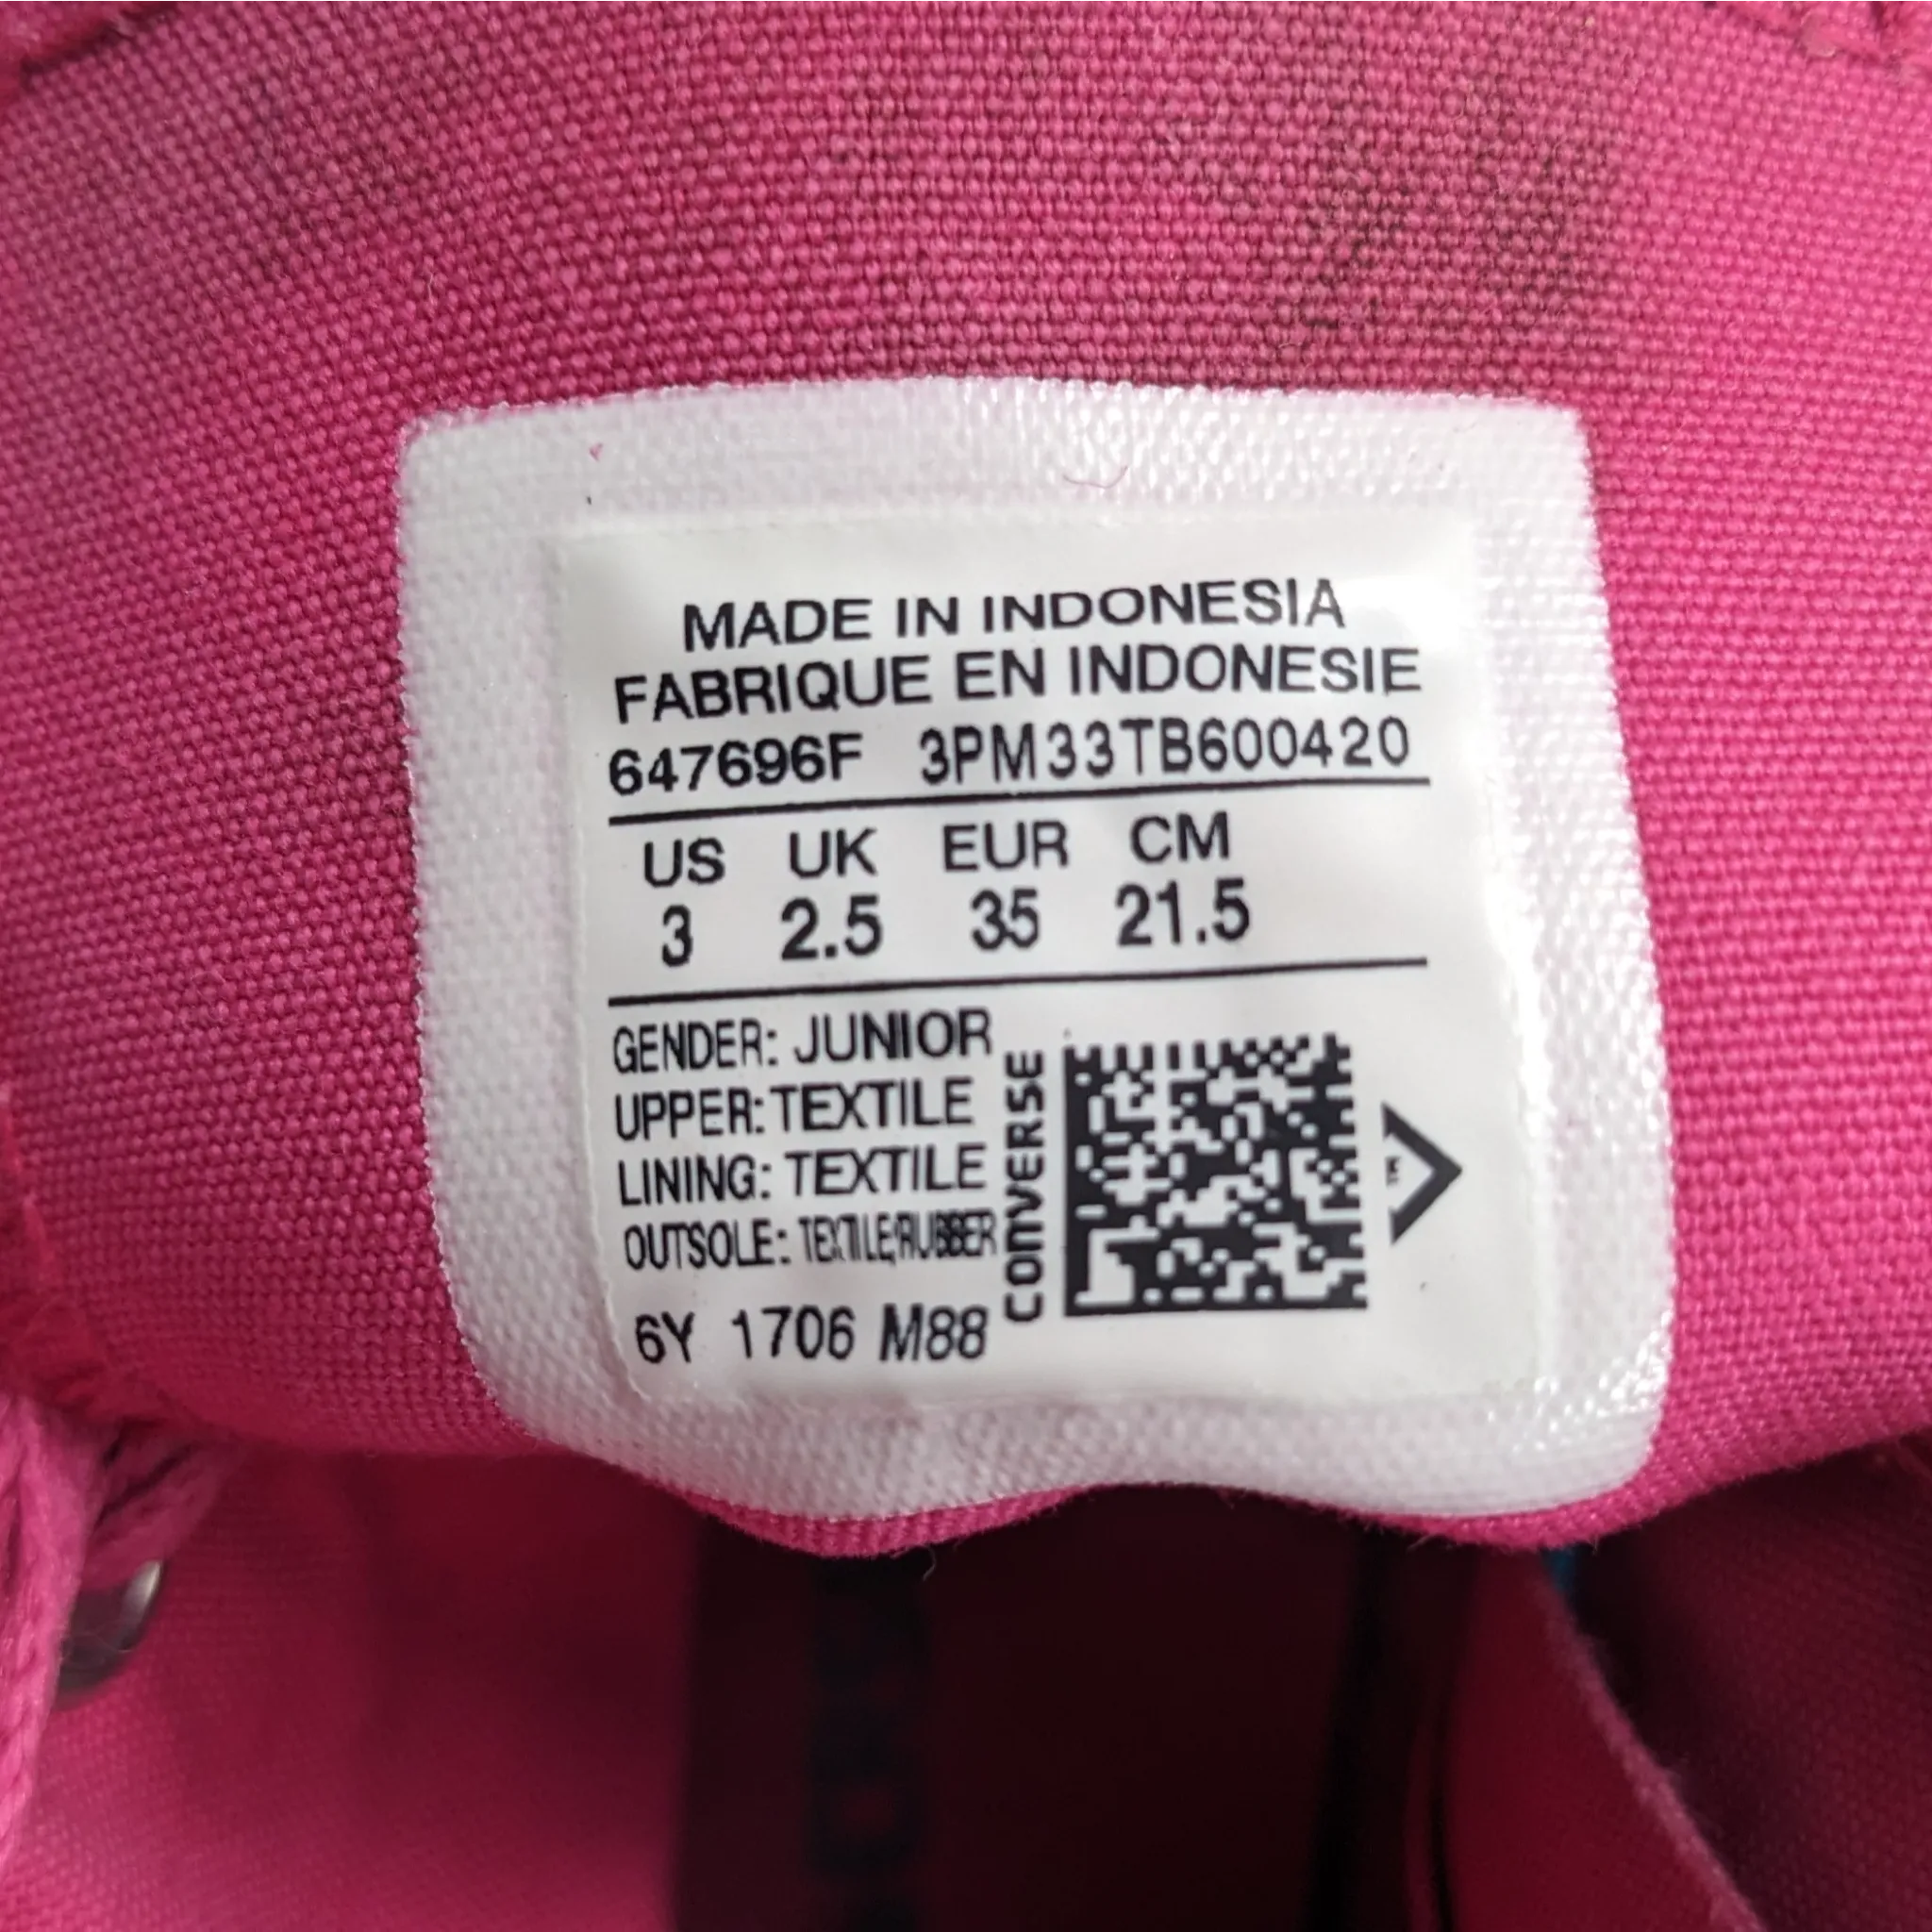 MADE IN INDONESIA
FABRIQUE EN INDONESIE
647696F 3PM33TB600420
US UK EUR CM
3 2.5 35 21.5
GENDER: JUNIOR
UPPER: TEXTILE
LINING: TEXTILE
OUTSOLE: TEXTILE/RUBBER
6Y 1706 M88
CONVERSE